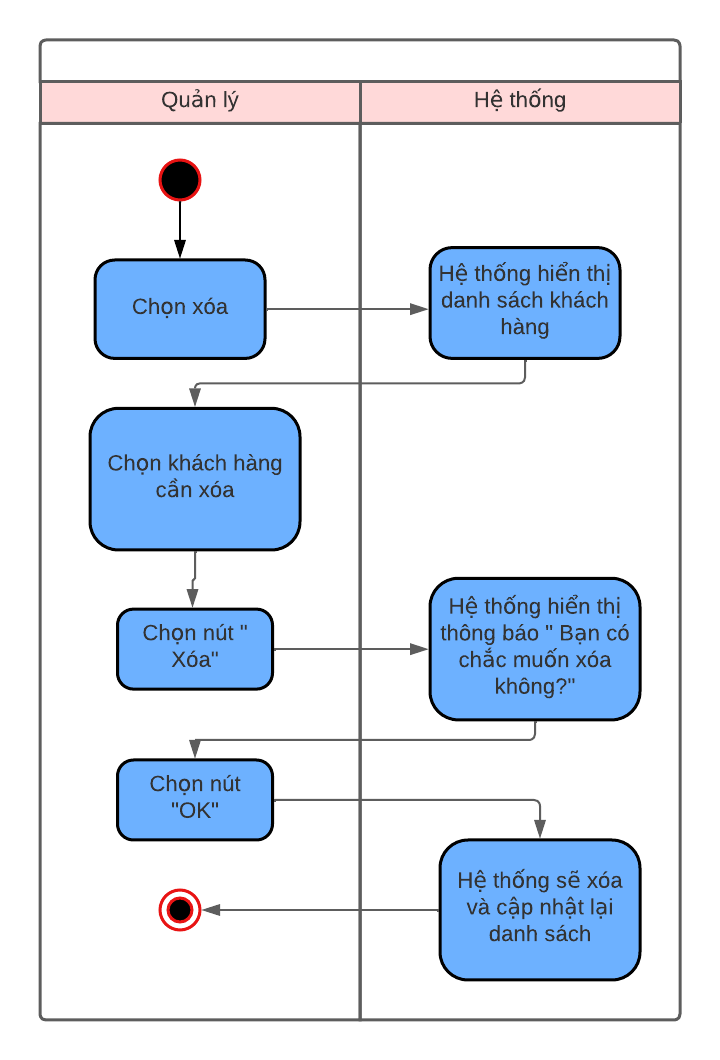 Quản lý
Hệ thống
Chọn xóa
Hệ thống hiển thị
danh sách khách
hàng
Chọn khách hàng
cần xóa
Chọn nút "
Xóa"
Hệ thống hiển thị
thông báo " Bạn có
chắc muốn xóa
không?"
Chọn nút
"OK"
Hệ thống sẽ xóa
và cập nhật lại
danh sách